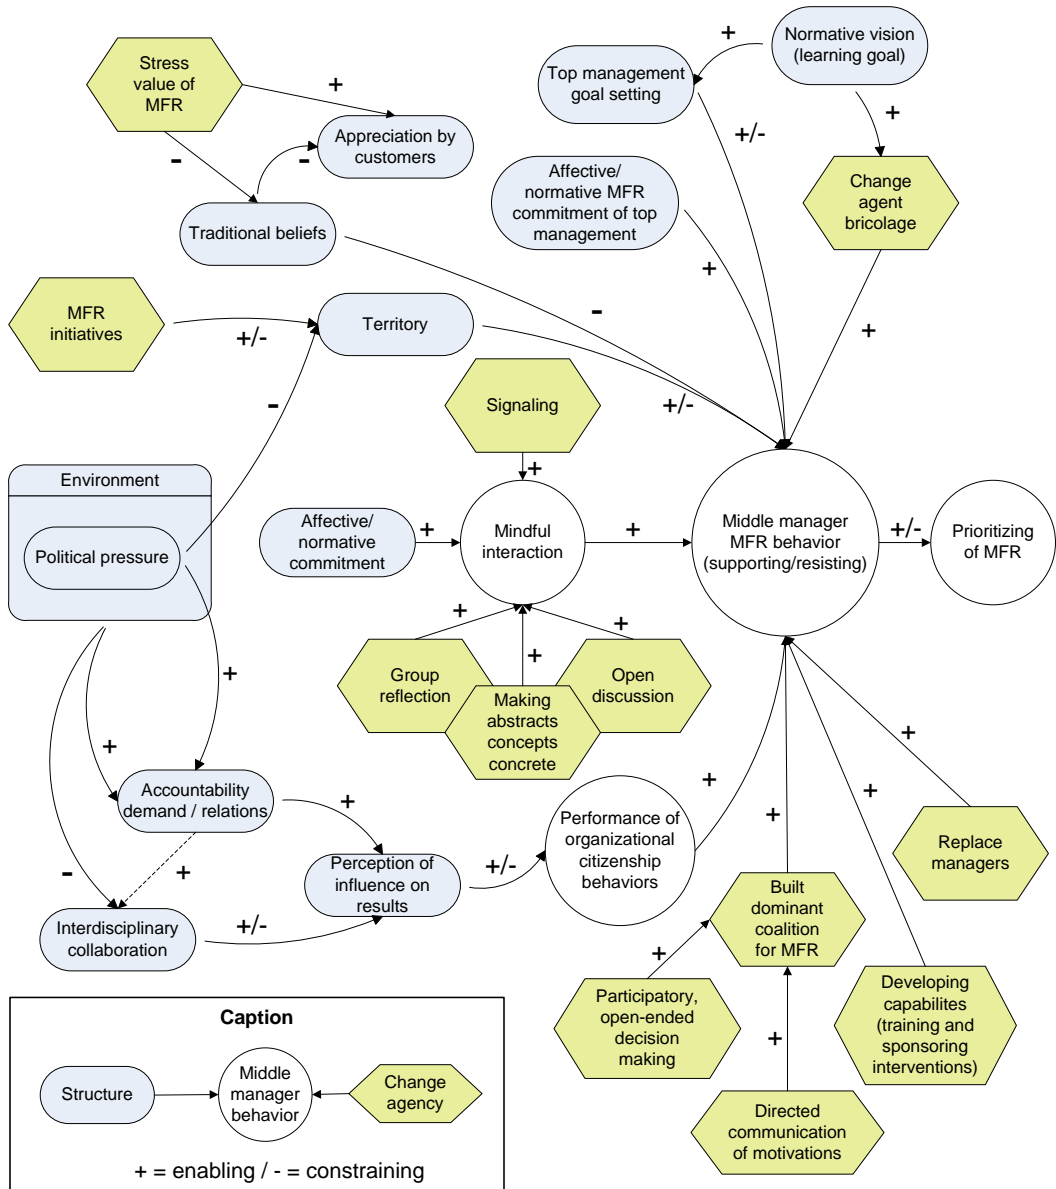 Normative vision
(learning goal)
+
Stress
value of
MFR
Top management
goal setting
+
+
Appreciation by
customers
+/-
-
-
Affective/
normative MFR
commitment of top
management
Change
agent
bricolage
Traditional beliefs
+
MFR
initiatives
+/-
Territory
-
+
-
Signaling
+/-
+
Environment
Political pressure
Affective/
normative
commitment
+
Mindful
interaction
+
Middle manager
MFR behavior
(supporting/resisting)
+/-
Prioritizing
of MFR
+
+
+
+
Group
reflection
Making
abstracts
concepts
concrete
Open
discussion
+
+
+
+
Accountability
demand / relations
+
Performance of
organizational
citizenship
behaviors
+
+
Replace
managers
-
+
Perception of
influence on
results
+/-
Interdisciplinary
collaboration
+/-
Built
dominant
coalition
for MFR
+
Participatory,
open-ended
decision
making
Developing
capabilites
(training and
sponsoring
interventions)
+
Directed
communication
of motivations
Caption
Structure
Middle
manager
behavior
Change
agency
+ = enabling / - = constraining